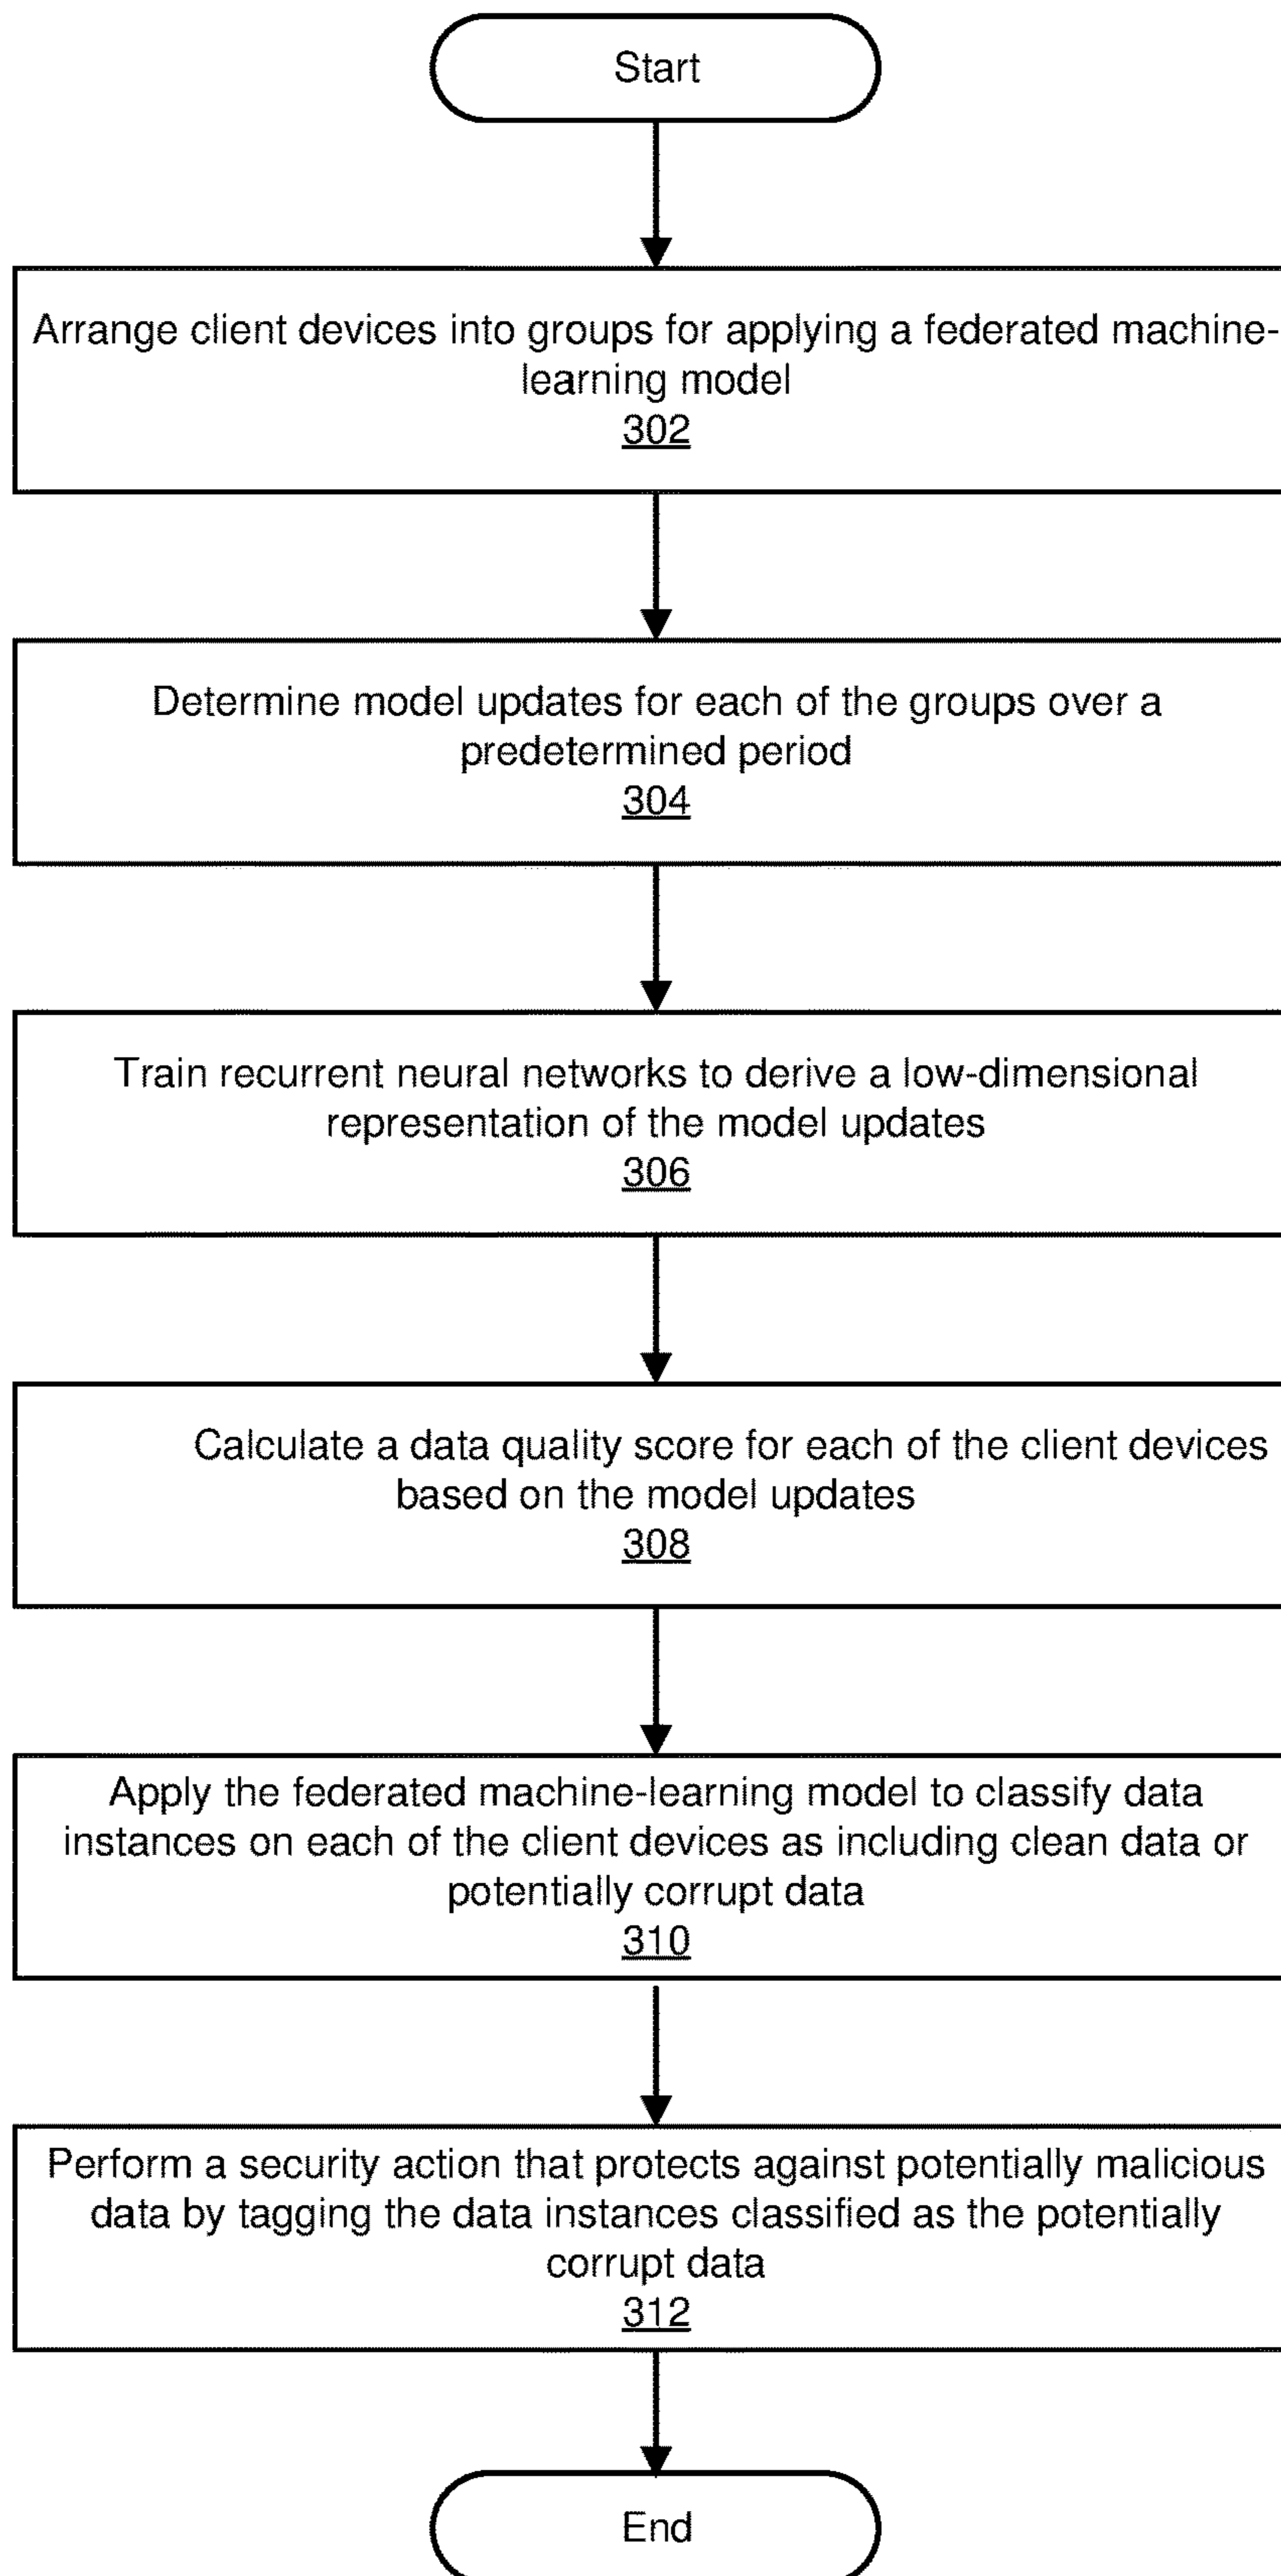 Start
Arrange client devices into groups for applying a federated machine-
learning model
302
Determine model updates for each of the groups over a
predetermined period
304
Train recurrent neural networks to derive a low-dimensional
representation of the model updates
306
Calculate a data quality score for each of the client devices
based on the model updates
308
Apply the federated machine-learning model to classify data
instances on each of the client devices as including clean data or
potentially corrupt data
310
Perform a security action that protects against potentially malicious
data by tagging the data instances classified as the potentially
corrupt data
312
End